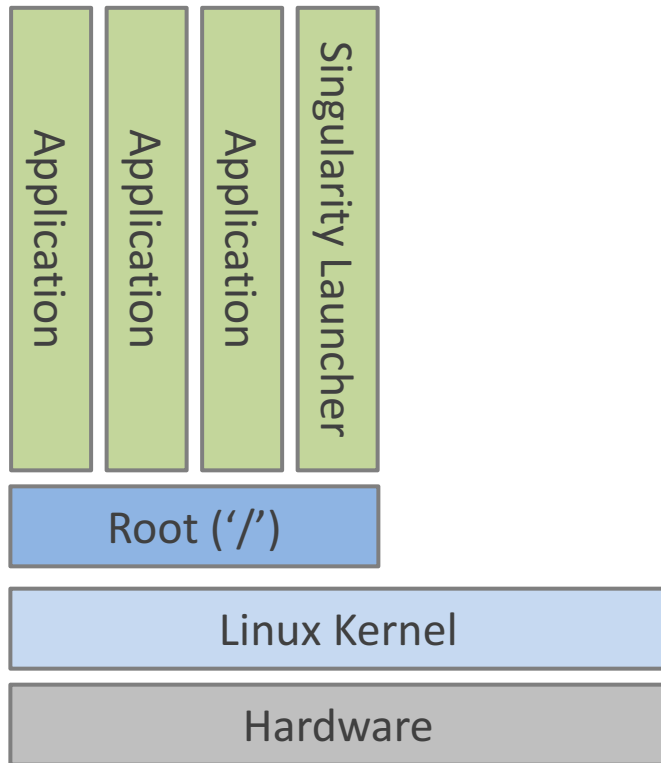 Application
Application
Application
Singularity Launcher
Root (‘/’)
Linux Kernel
Hardware